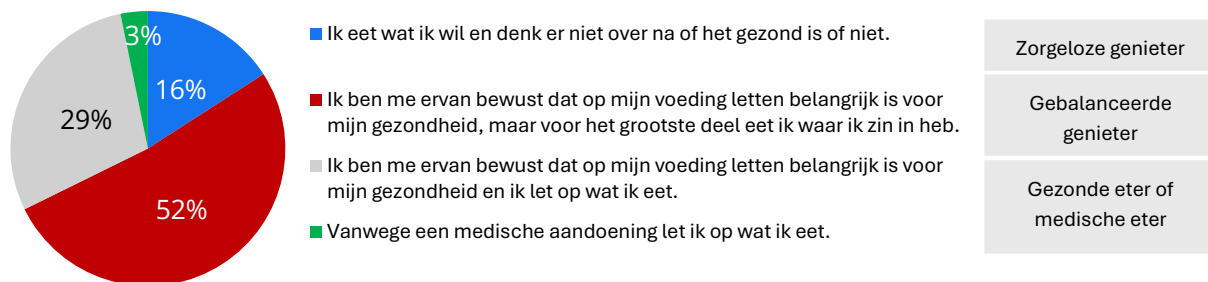 3%
16%
29%
52%
Ik eet wat ik wil en denk er niet over na of het gezond is of niet.
Ik ben me ervan bewust dat op mijn voeding letten belangrijk is voor
mijn gezondheid, maar voor het grootste deel eet ik waar ik zin in heb.
Ik ben me ervan bewust dat op mijn voeding letten belangrijk is voor
mijn gezondheid en ik let op wat ik eet.
Vanwege een medische aandoening let ik op wat ik eet.
Zorgeloze genieter
Gebalanceerde
genieter
Gezonde eter of
medische eter